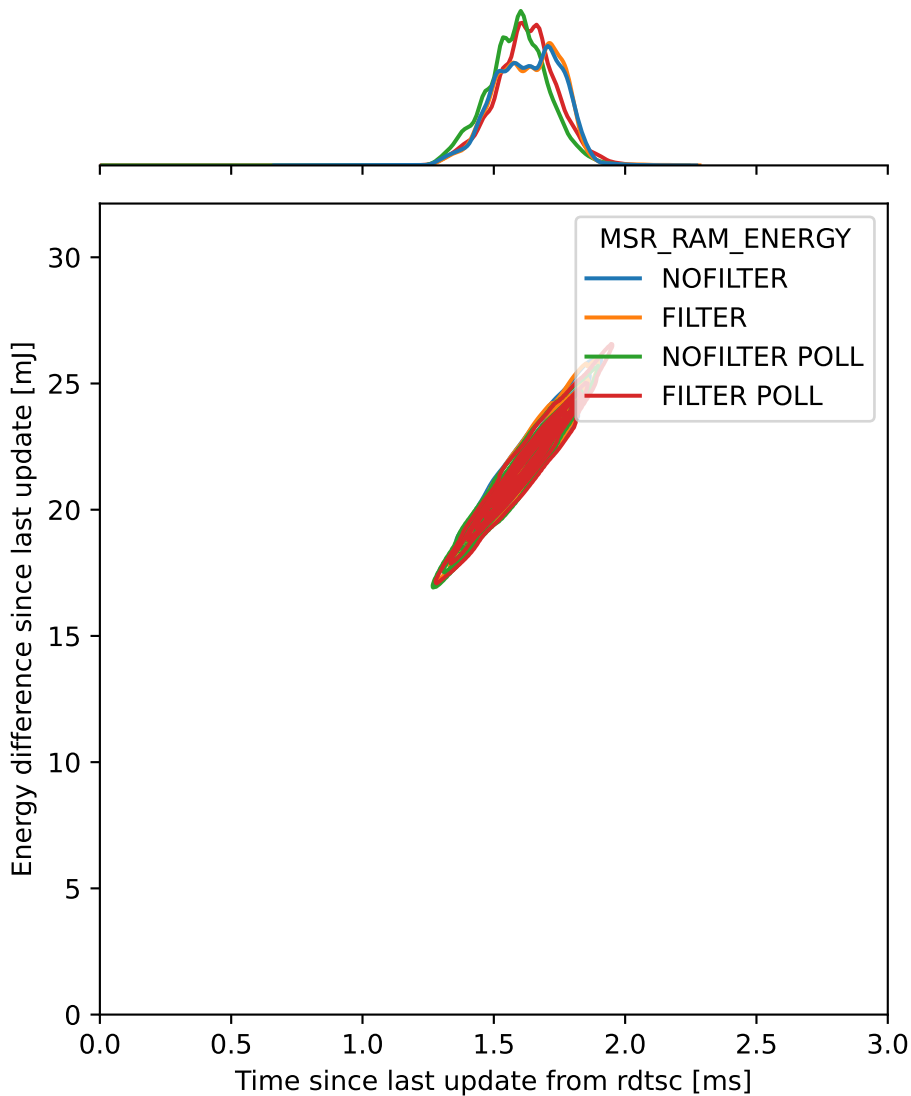 MSR_RAM_ENERGY
NOFILTER
FILTER
NOFILTER POLL
FILTER POLL
Energy difference since last update [mJ]
30
25
20
15
10
5
0
0.0 0.5 1.0 1.5 2.0 2.5 3.0
Time since last update from rdtsc [ms]